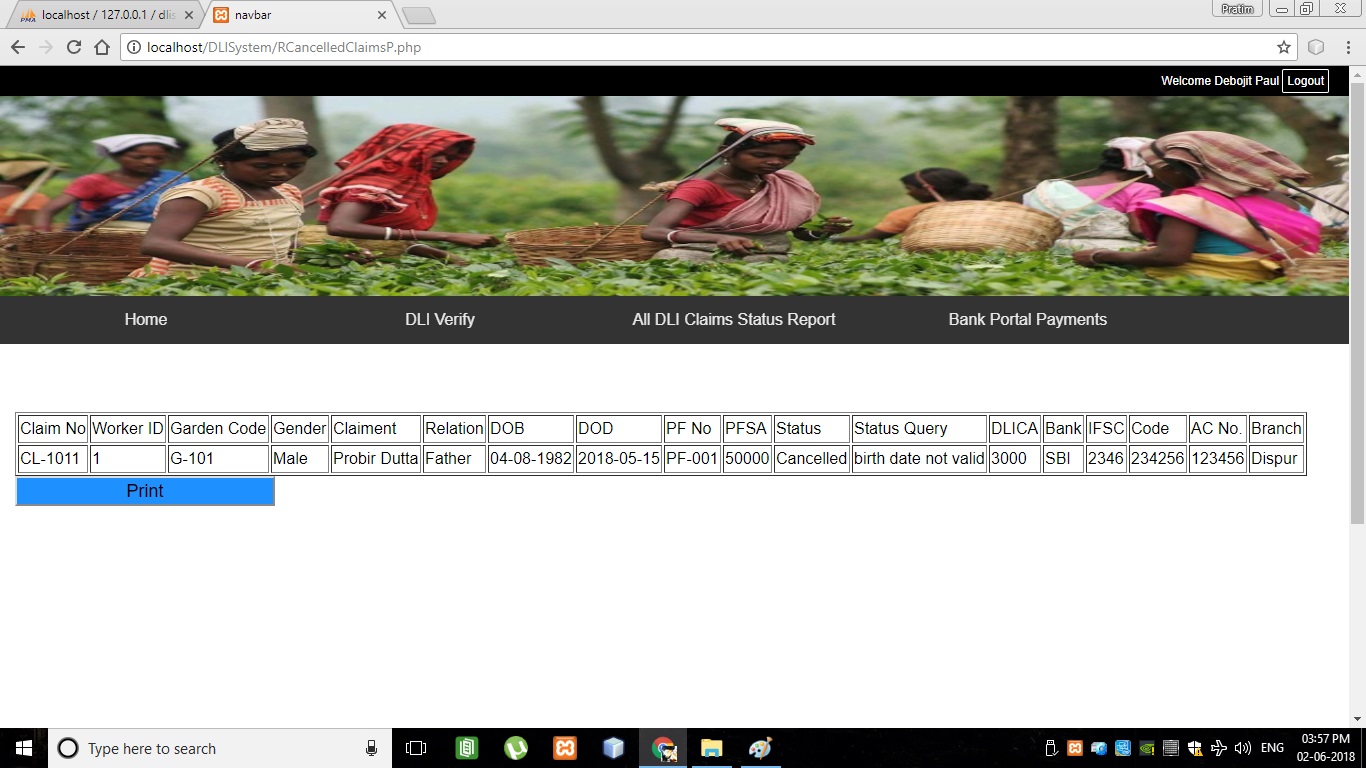 localhost / 127.0.0.1 / dlis
navbar
Pratim
localhost/DLISystem/RCancelledClaimsP.php
Welcome Debojit Paul Logout
Home DLI Verify All DLI Claims Status Report Bank Portal Payments
Claim No Worker ID Garden Code Gender Claiment Relation DOB DOD PF No PFSA Status Status Query DLICA Bank IFSC Code AC No. Branch
CL-1011 1 G-101 Male Probir Dutta Father 04-08-1982 2018-05-15 PF-001 50000 Cancelled birth date not valid 3000 SBI 2346 234256 123456 Dispur
Print
Type here to search
ENG
03:57 PM
02-06-2018